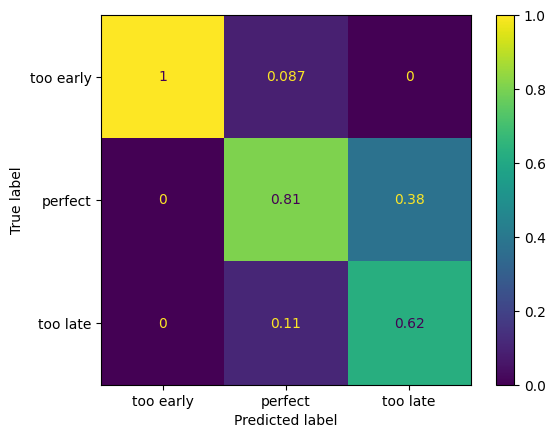 1.0
too early 1 0.087 0
0.8
True label
0.6
perfect 0 0.81 0.38
0.4
too late 0 0.11 0.62
0.2
0.0
too early perfect too late
Predicted label